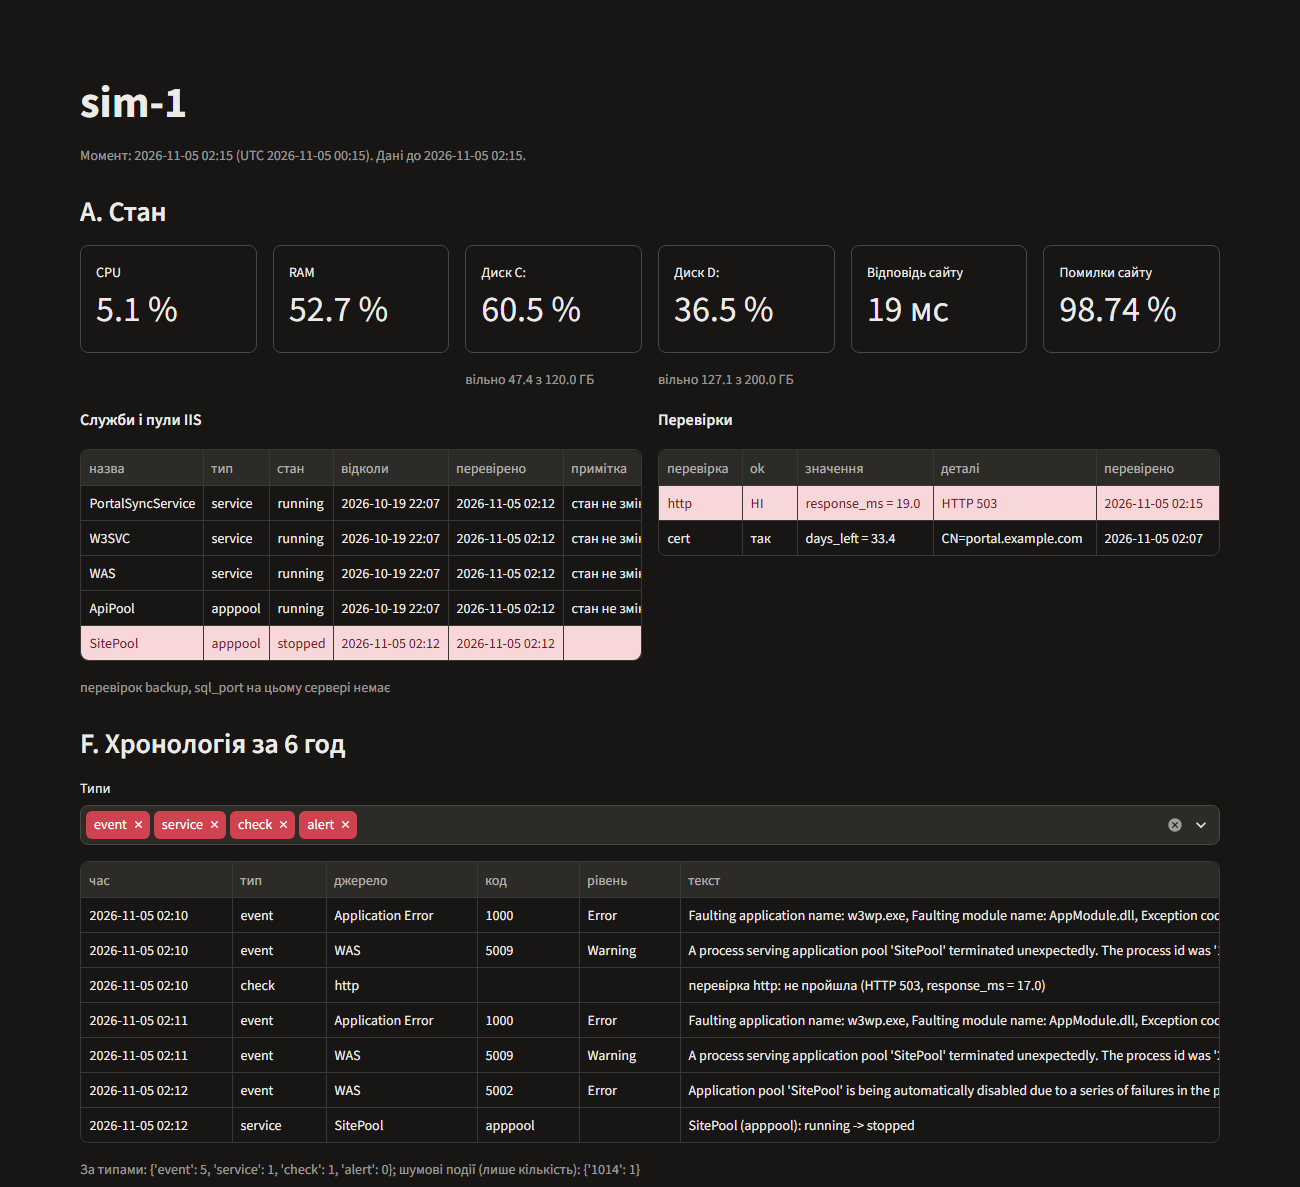 sim-1
Момент: 2026-11-05 02:15 (UTC 2026-11-05 00:15). Дані до 2026-11-05 02:15.
A. Стан
CPU
5.1 %
RAM
52.7 %
Диск C:
60.5 %
Диск D:
36.5 %
Відповідь сайту
19 мс
Помилки сайту
98.74 %
вільно 47.4 з 120.0 ГБ
вільно 127.1 з 200.0 ГБ
Служби і пули IIS
назва тип стан відколи перевірено примітка
PortalSyncService service running 2026-10-19 22:07 2026-11-05 02:12 стан не
W3SVC service running 2026-10-19 22:07 2026-11-05 02:12 стан не
WAS service running 2026-10-19 22:07 2026-11-05 02:12 стан не
ApiPool apppool running 2026-10-19 22:07 2026-11-05 02:12 стан не
SitePool apppool stopped 2026-11-05 02:12 2026-11-05 02:12
перевірок backup, sql_port на цьому сервері немає
Перевірки
перевірка ok значення деталі перевірено
http НІ response_ms = 19.0 HTTP 503 2026-11-05 02:15
cert так days_left = 33.4 CN=portal.example.com 2026-11-05 02:07
F. Хронологія за 6 год
Типи
event × service × check × alert ×
час тип джерело код рівень текст
2026-11-05 02:10 event Application Error 1000 Error Faulting application name: w3wp.exe, Faulting module name: AppModule.dll, Exception
2026-11-05 02:10 event WAS 5009 Warning A process serving application pool 'SitePool' terminated unexpectedly. The process id was
2026-11-05 02:10 check http перевірка http: не пройшла (HTTP 503, response_ms = 17.0)
2026-11-05 02:11 event Application Error 1000 Error Faulting application name: w3wp.exe, Faulting module name: AppModule.dll, Exception
2026-11-05 02:11 event WAS 5009 Warning A process serving application pool 'SitePool' terminated unexpectedly. The process id was
2026-11-05 02:12 event WAS 5002 Error Application pool 'SitePool' is being automatically disabled due to a series of failures in the
2026-11-05 02:12 service SitePool apppool SitePool (apppool): running -> stopped
За типами: {'event': 5, 'service': 1, 'check': 1, 'alert': 0}; шумові події (лише кількість): {'1014': 1}